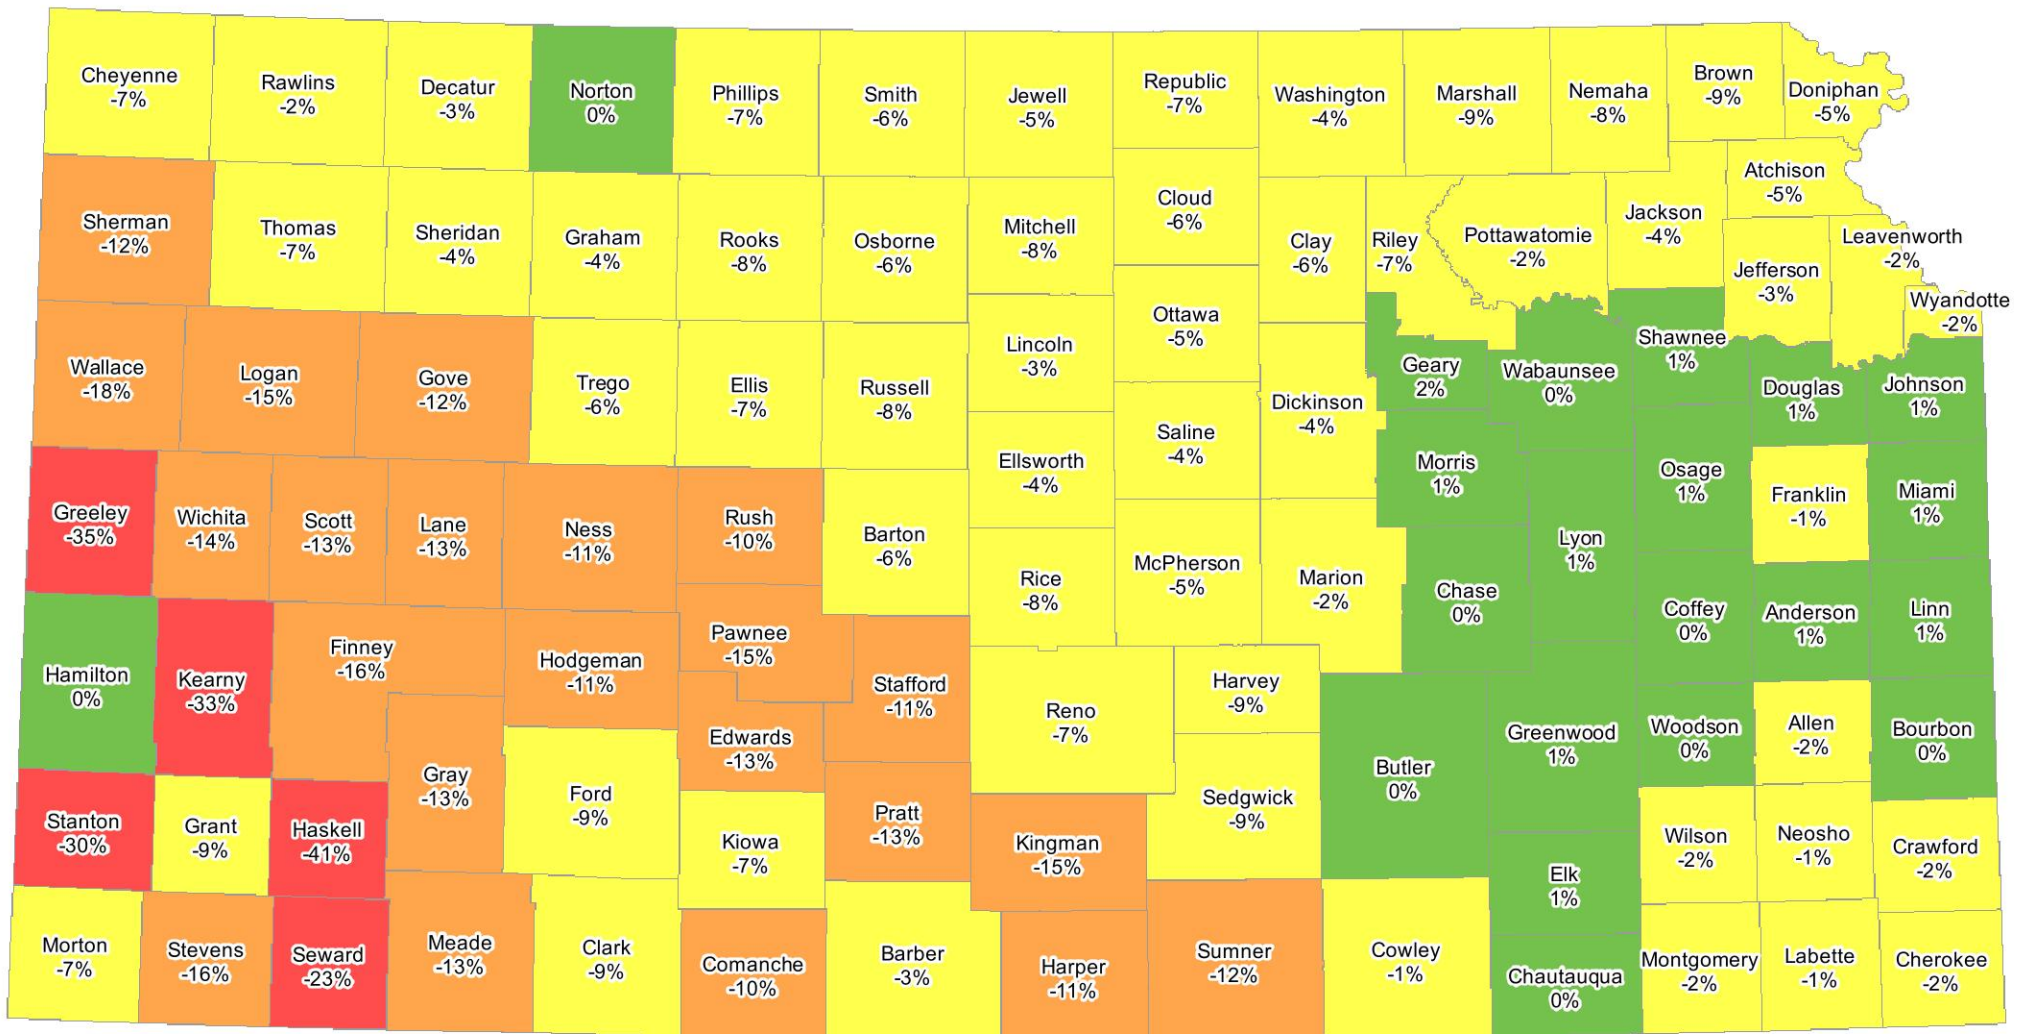 Cheyenne
-7%
Rawlins
-2%
Decatur
-3%
Norton
0%
Phillips
-7%
Smith
-6%
Jewell
-5%
Republic
-7%
Washington
-4%
Marshall
-9%
Nemaha
-8%
Brown
-9%
Doniphan
-5%
Sherman
-12%
Thomas
-7%
Sheridan
-4%
Graham
-4%
Rooks
-8%
Osborne
-6%
Mitchell
-8%
Cloud
-6%
Clay
-6%
Riley
-7%
Pottawatomie
-2%
Jackson
-4%
Atchison
-5%
Jefferson
-3%
Leavenworth
-2%
Wyandotte
-2%
Wallace
-18%
Logan
-15%
Gove
-12%
Trego
-6%
Ellis
-7%
Russell
-8%
Lincoln
-3%
Ottawa
-5%
Saline
-4%
Dickinson
-4%
Geary
2%
Wabaunsee
0%
Shawnee
1%
Douglas
1%
Johnson
1%
Greeley
-35%
Wichita
-14%
Scott
-13%
Lane
-13%
Ness
-11%
Rush
-10%
Barton
-6%
Ellsworth
-4%
Rice
-8%
McPherson
-5%
Marion
-2%
Morris
1%
Chase
0%
Lyon
1%
Osage
1%
Franklin
-1%
Miami
1%
Coffey
0%
Anderson
1%
Linn
1%
Hamilton
0%
Kearny
-33%
Finney
-16%
Hodgeman
-11%
Pawnee
-15%
Stafford
-11%
Edwards
-13%
Reno
-7%
Harvey
-9%
Sedgwick
-9%
Butler
0%
Greenwood
1%
Woodson
0%
Allen
-2%
Bourbon
0%
Stanton
-30%
Grant
-9%
Haskell
-41%
Gray
-13%
Ford
-9%
Kiowa
-7%
Pratt
-13%
Kingman
-15%
Elk
1%
Wilson
-2%
Neosho
-1%
Crawford
-2%
Morton
-7%
Stevens
-16%
Seward
-23%
Meade
-13%
Clark
-9%
Comanche
-10%
Barber
-3%
Harper
-11%
Sumner
-12%
Cowley
-1%
Chautauqua
0%
Montgomery
-2%
Labette
-1%
Cherokee
-2%